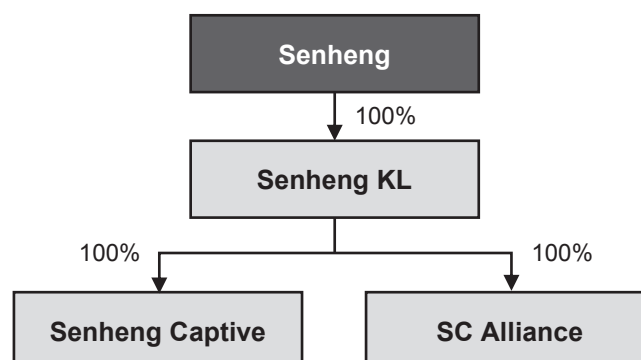 Senheng
100%
Senheng KL
100%
100%
Senheng Captive
SC Alliance